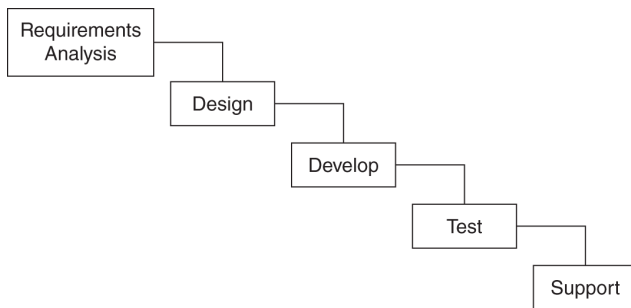 Requirements
Analysis
Design
Develop
Test
Support